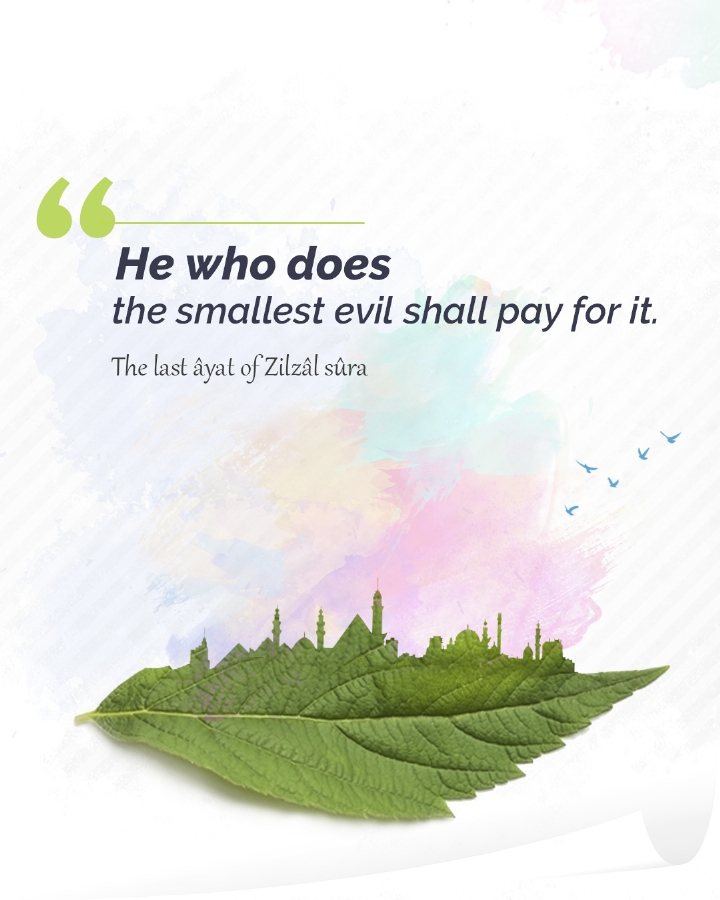 “
He who does
the smallest evil shall pay for it.
The last âyat of Zilzâl sûra